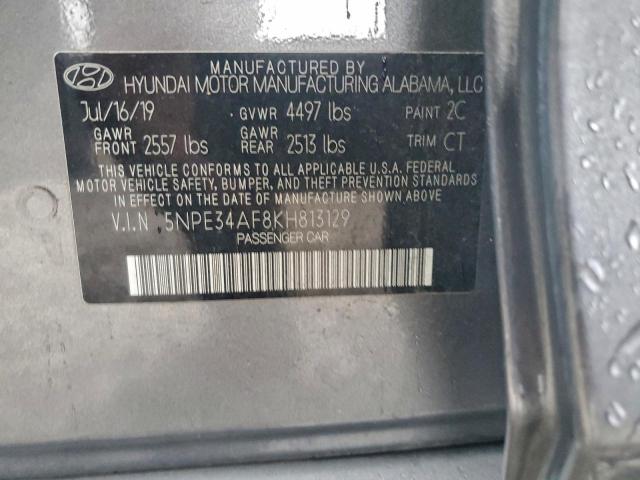 MANUFACTURED BY
HYUNDAI MOTOR MANUFACTURING ALABAMA, LLC
Jul/16/19 GVWR 4497 lbs PAINT 2C
GAWR FRONT 2557 lbs GAWR REAR 2513 lbs TRIM CT
THIS VEHICLE CONFORMS TO ALL APPLICABLE U.S.A. FEDERAL
MOTOR VEHICLE SAFETY, BUMPER, AND THEFT PREVENTION STANDARDS
IN EFFECT ON THE DATE OF MANUFACTURE SHOWN ABOVE.
V.I.N 5NPE34AF8KH813129
PASSENGER CAR